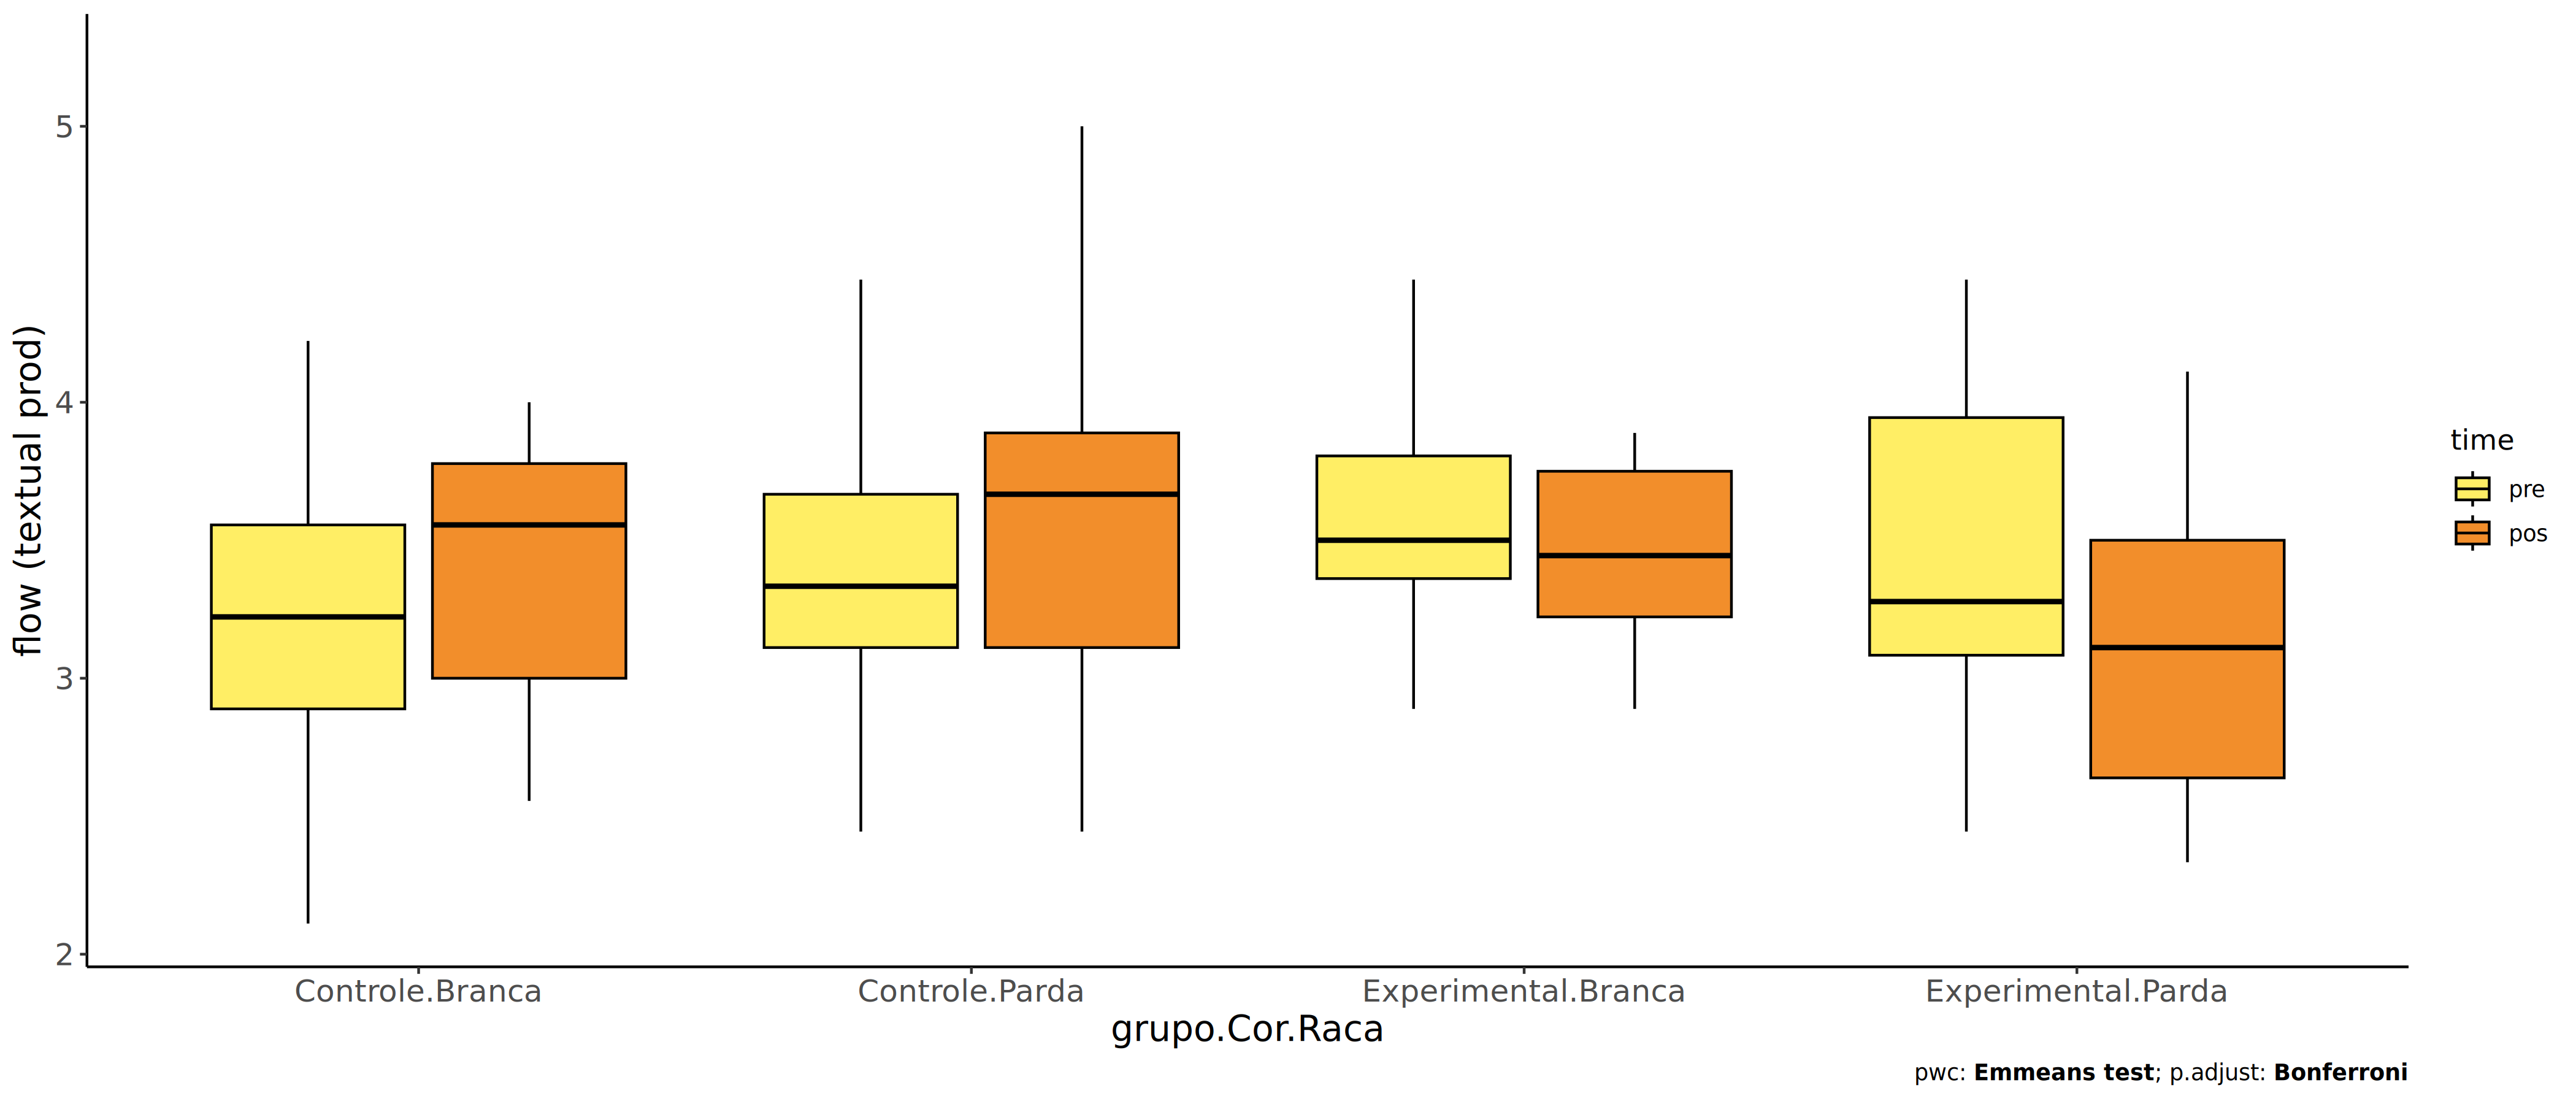 flow (textual prod)
5
4
3
2
Controle.Branca
Controle.Parda
Experimental.Branca
Experimental.Parda
grupo.Cor.Raca
time
pre
pos
pwc: Emmeans test; p.adjust: Bonferroni